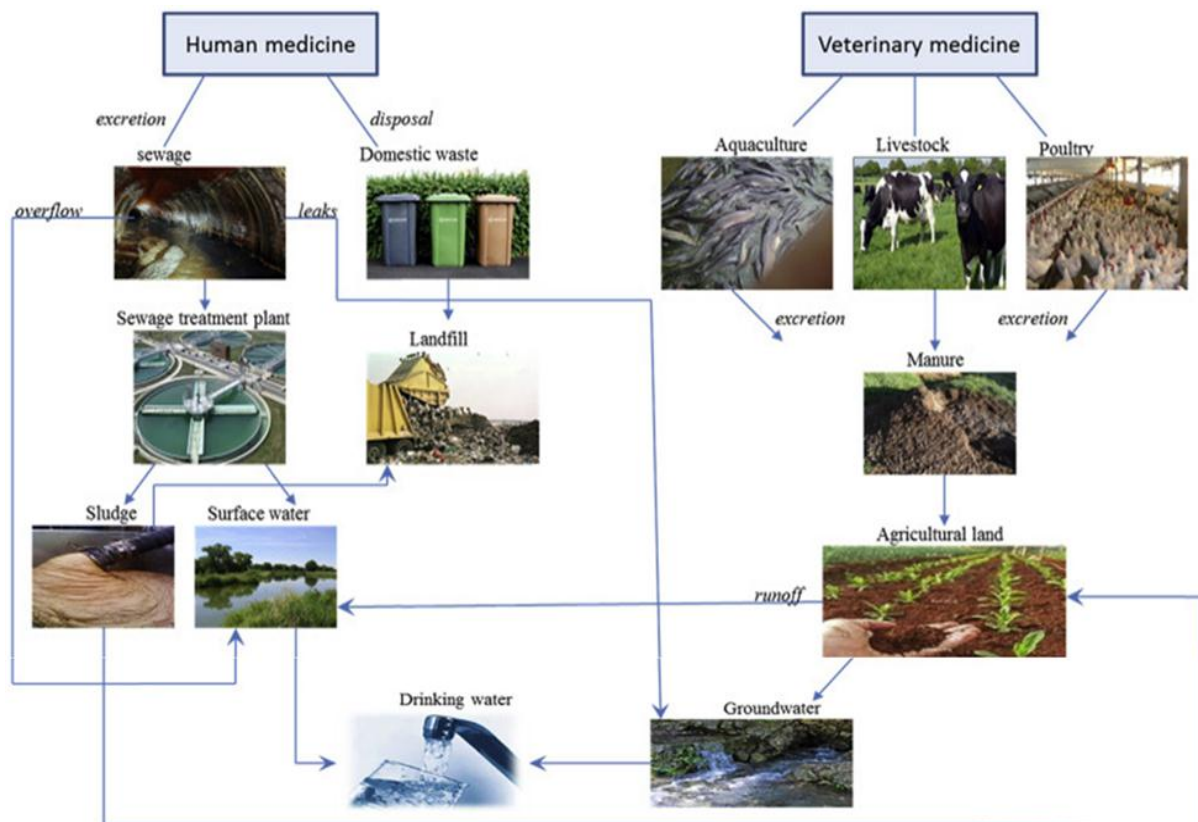 Human medicine
Veterinary medicine
excretion
disposal
sewage
Domestic waste
Aquaculture
Livestock
Poultry
overflow
leaks
Sewage treatment plant
Landfill
excretion
excretion
Manure
Sludge
Surface water
Agricultural land
runoff
Drinking water
Groundwater